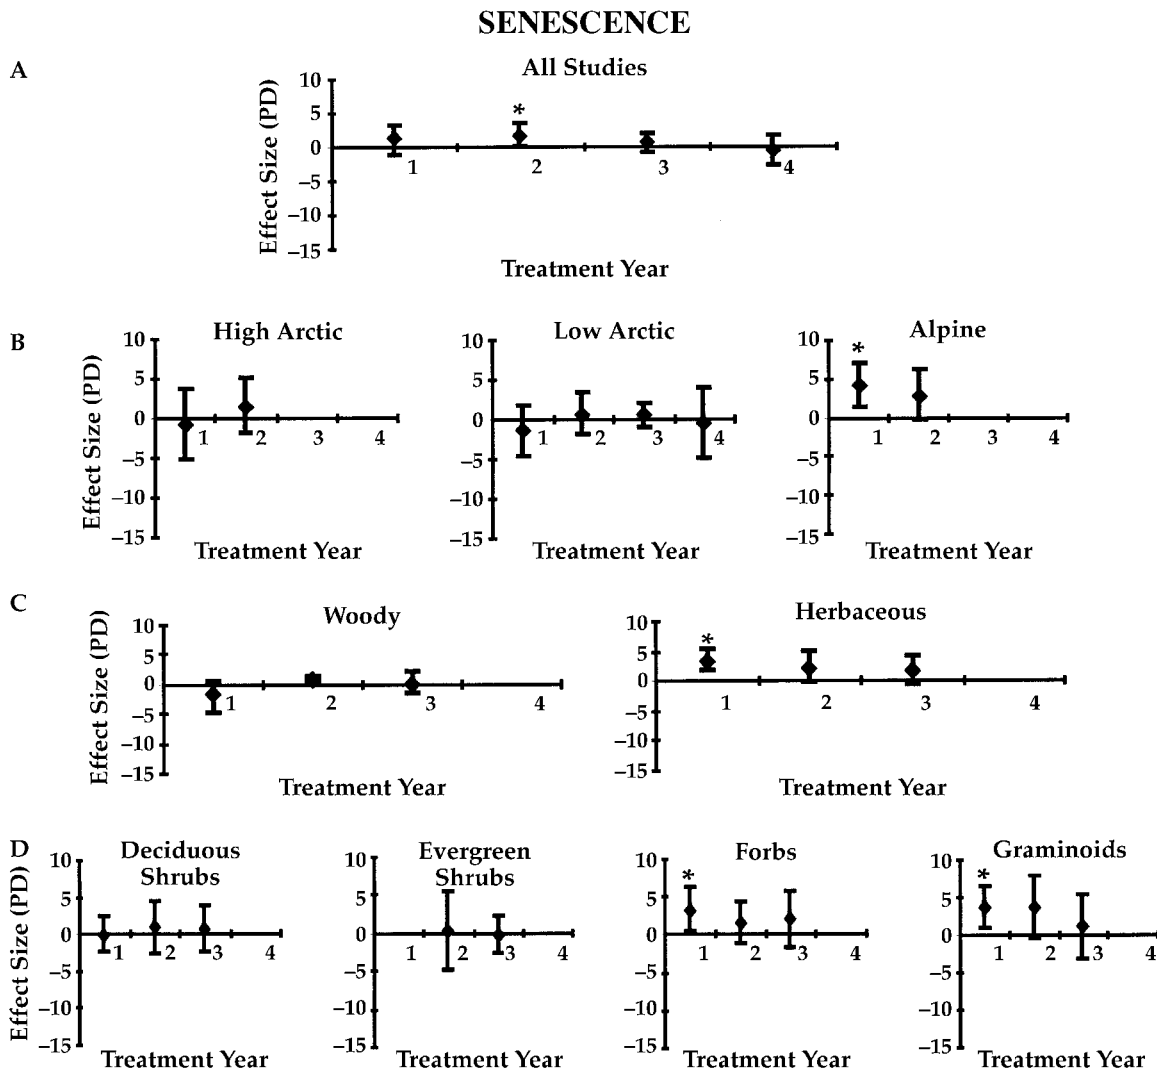 SENESCENCE
A
All Studies
Effect Size (PD)
10
5
0
−5
−10
−15
*
1 2 3 4
Treatment Year
B
High Arctic
Effect Size (PD)
10
5
0
−5
−10
−15
1 2 3 4
Treatment Year
Low Arctic
10
5
0
−5
−10
−15
1 2 3 4
Treatment Year
Alpine
10
5
0
−5
−10
−15
*
1 2 3 4
Treatment Year
C
Woody
Effect Size (PD)
10
5
0
−5
−10
−15
1 2 3 4
Treatment Year
Herbaceous
10
5
0
−5
−10
−15
*
1 2 3 4
Treatment Year
D
Deciduous
Shrubs
Effect Size (PD)
10
5
0
−5
−10
−15
1 2 3 4
Treatment Year
Evergreen
Shrubs
10
5
0
−5
−10
−15
1 2 3 4
Treatment Year
Forbs
10
5
0
−5
−10
−15
*
1 2 3 4
Treatment Year
Graminoids
10
5
0
−5
−10
−15
*
1 2 3 4
Treatment Year